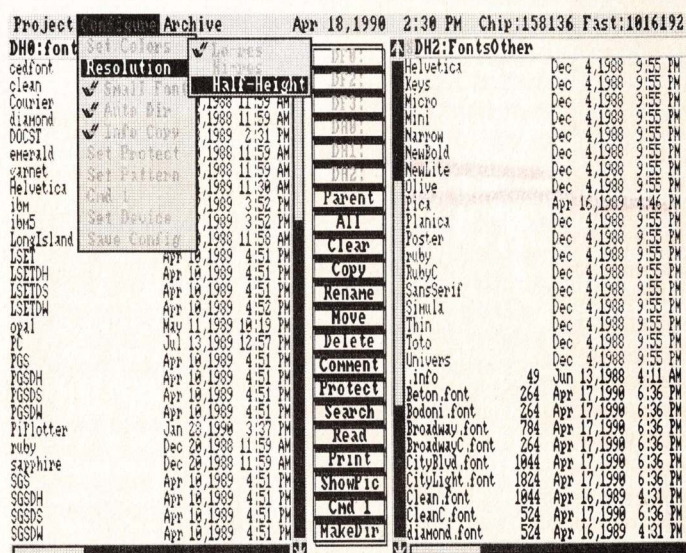 Project Configure Archive Apr 18,1990 2:30 PM Chip:158136 Fast:1016192
DH0:font
cedfont
clean
Courier
diamond
DOCST
emerald
garnet
Helvetica
ibm
ibm5
LongIsland
LSET
LSETDH
LSETDS
LSETDW
opal
PC
PGS
PGSDH
PGSDS
PGSDW
PiPlotter
ruby
sapphire
SGS
SGSDH
SGSDS
SGSDW
Set Colors
Resolution
Small Font
Auto Dir
Info Copy
Set Protect
Set Pattern
Cmd 1
Set Device
Save Config
Lo-res
Hi-res
Half-Height
,1988 11:59 AM
,1988 11:59 AM
,1989 2:31 PM
,1988 11:59 AM
,1988 11:59 AM
,1989 11:30 AM
,1989 3:52 PM
,1989 3:52 PM
,1988 11:58 AM
Apr 10,1989 4:51 PM
Apr 10,1989 4:51 PM
Apr 10,1989 4:51 PM
Apr 10,1989 4:52 PM
May 11,1989 10:19 PM
Jul 13,1989 12:57 PM
Apr 10,1989 4:51 PM
Apr 10,1989 4:51 PM
Apr 10,1989 4:51 PM
Apr 10,1989 4:51 PM
Jan 28,1990 3:37 PM
Dec 20,1988 11:59 AM
Dec 20,1988 11:59 AM
Apr 10,1989 4:51 PM
Apr 10,1989 4:51 PM
Apr 10,1989 4:51 PM
Apr 10,1989 4:51 PM
DF0:
DF2:
DF3:
DH0:
DH1:
DH2:
Parent
All
Clear
Copy
Rename
Move
Delete
Comment
Protect
Search
Read
Print
ShowPic
Cmd 1
MakeDir
DH2:FontsOther
Helvetica Dec 4,1988 9:55 PM
Keys Dec 4,1988 9:55 PM
Micro Dec 4,1988 9:55 PM
Mini Dec 4,1988 9:55 PM
Narrow Dec 4,1988 9:55 PM
NewBold Dec 4,1988 9:55 PM
NewLite Dec 4,1988 9:55 PM
Olive Dec 4,1988 9:55 PM
Pica Apr 16,1989 4:46 PM
Planica Dec 4,1988 9:55 PM
Poster Dec 4,1988 9:55 PM
ruby Dec 4,1988 9:55 PM
RubyC Dec 4,1988 9:55 PM
SansSerif Dec 4,1988 9:55 PM
Simula Dec 4,1988 9:55 PM
Thin Dec 4,1988 9:55 PM
Toto Dec 4,1988 9:55 PM
Univers Dec 4,1988 9:55 PM
.info 49 Jun 13,1988 4:11 AM
Beton.font 264 Apr 17,1990 6:36 PM
Bodoni.font 264 Apr 17,1990 6:36 PM
Broadway.font 784 Apr 17,1990 6:36 PM
BroadwayC.font 264 Apr 17,1990 6:36 PM
CityBlvd.font 1044 Apr 17,1990 6:36 PM
CityLight.font 1824 Apr 17,1990 6:36 PM
Clean.font 1044 Apr 16,1989 4:31 PM
CleanC.font 524 Apr 17,1990 6:36 PM
diamond.font 524 Apr 16,1989 4:31 PM